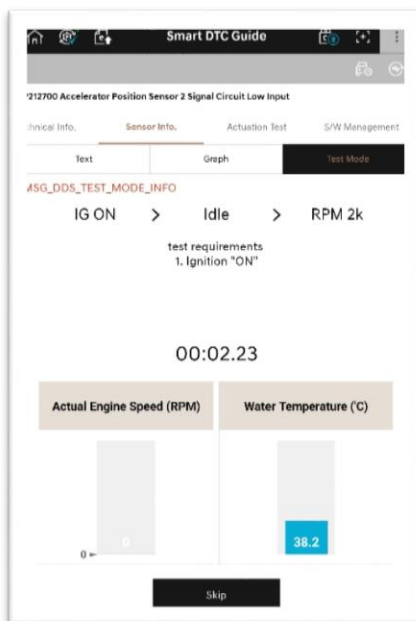 Smart DTC Guide
212700 Accelerator Position Sensor 2 Signal Circuit Low Input
hnical Info. Sensor Info. Actuation Test S/W Management
Text Graph Test Mode
MSG_DDS_TEST_MODE_INFO
IG ON > Idle > RPM 2k
test requirements
1. Ignition "ON"
00:02.23
Actual Engine Speed (RPM) Water Temperature (°C)
0 38.2
0
Skip